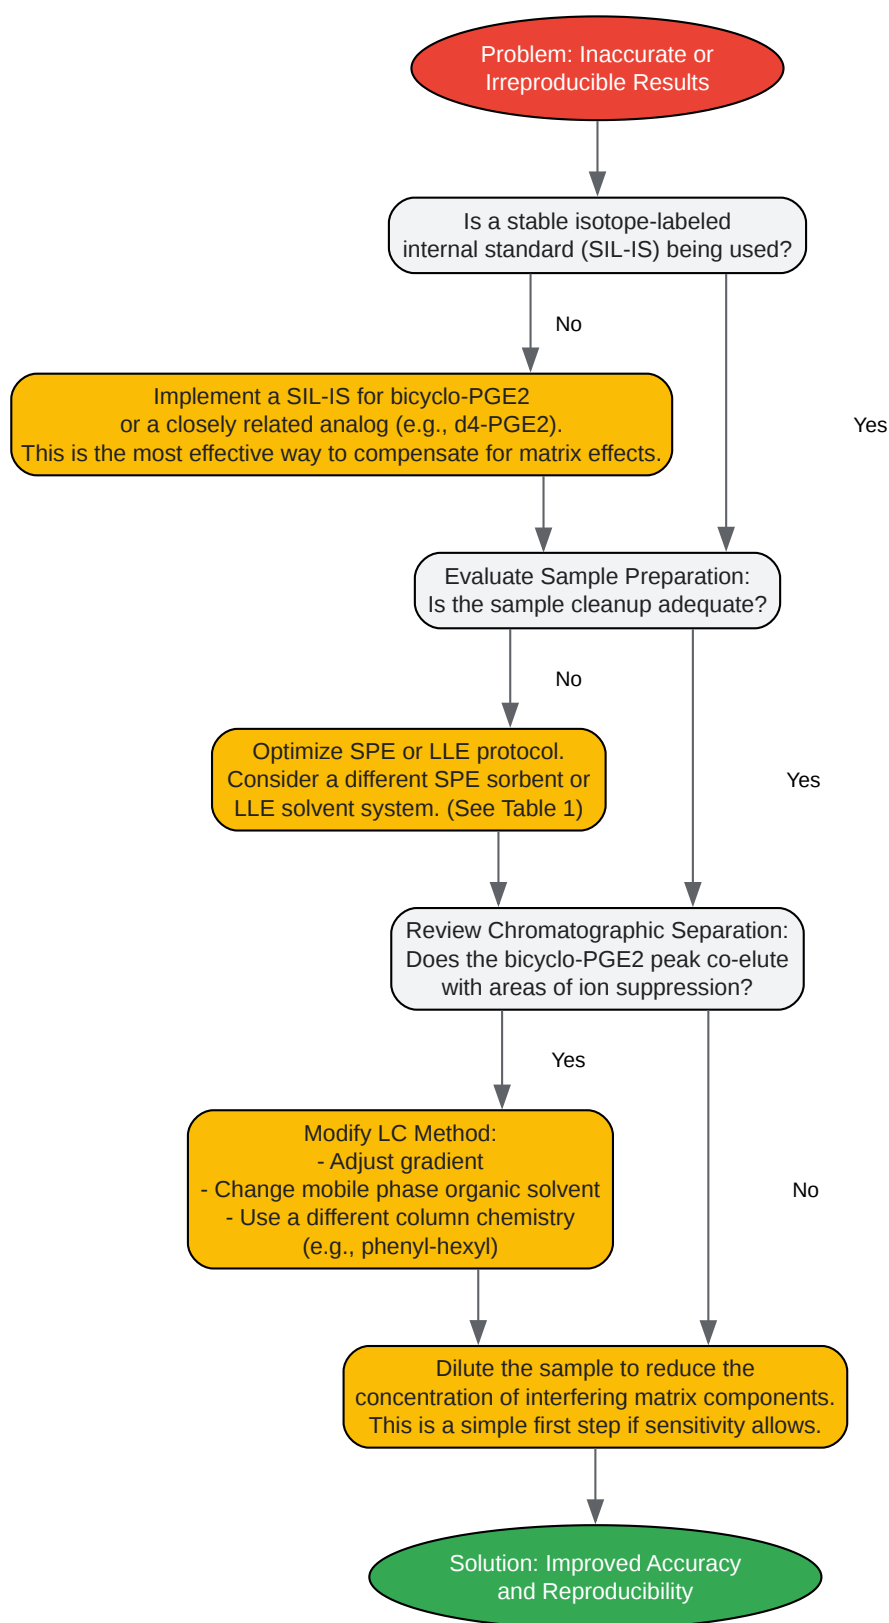 Problem: Inaccurate or
Irreproducible Results
Is a stable isotope-labeled
internal standard (SIL-IS) being used?
No
Implement a SIL-IS for bicyclo-PGE2
or a closely related analog (e.g., d4-PGE2).
This is the most effective way to compensate for matrix effects.
Yes
Evaluate Sample Preparation:
Is the sample cleanup adequate?
No
Optimize SPE or LLE protocol.
Consider a different SPE sorbent or
LLE solvent system. (See Table 1)
Yes
Review Chromatographic Separation:
Does the bicyclo-PGE2 peak co-elute
with areas of ion suppression?
Yes
Modify LC Method:
- Adjust gradient
- Change mobile phase organic solvent
- Use a different column chemistry
(e.g., phenyl-hexyl)
No
Dilute the sample to reduce the
concentration of interfering matrix components.
This is a simple first step if sensitivity allows.
Solution: Improved Accuracy
and Reproducibility